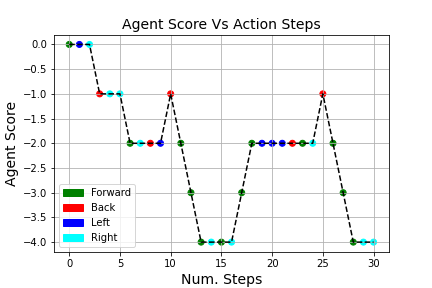 Agent Score Vs Action Steps
Agent Score
0.0
−0.5
−1.0
−1.5
−2.0
−2.5
−3.0
−3.5
−4.0
Forward
Back
Left
Right
0 5 10 15 20 25 30
Num. Steps